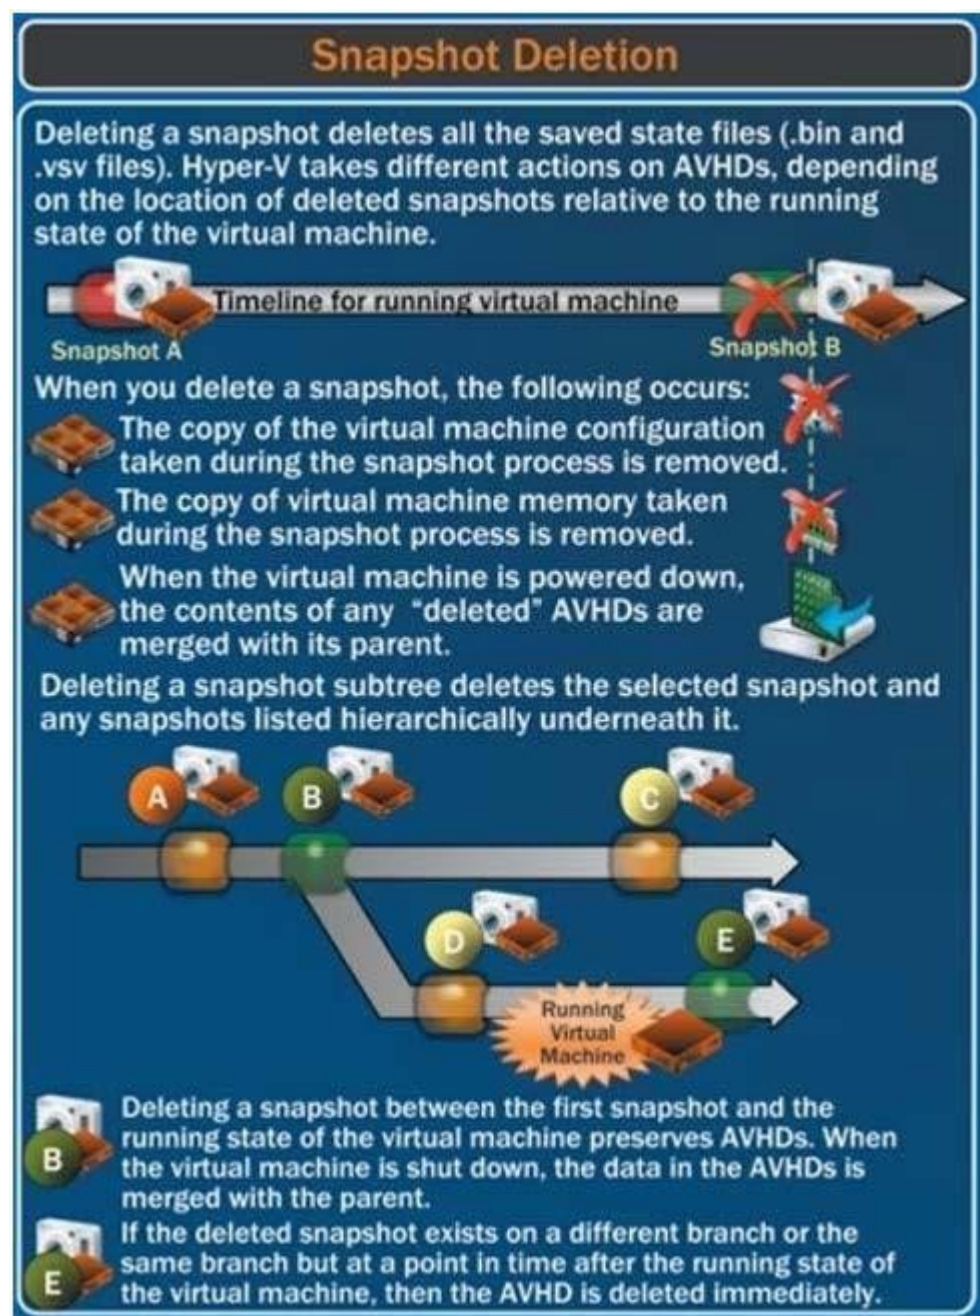 Snapshot Deletion
Deleting a snapshot deletes all the saved state files (.bin and
.vsv files). Hyper-V takes different actions on AVHDs, depending
on the location of deleted snapshots relative to the running
state of the virtual machine.
Timeline for running virtual machine
Snapshot A
Snapshot B
When you delete a snapshot, the following occurs:
The copy of the virtual machine configuration
taken during the snapshot process is removed.
The copy of virtual machine memory taken
during the snapshot process is removed.
When the virtual machine is powered down,
the contents of any "deleted" AVHDs are
merged with its parent.
Deleting a snapshot subtree deletes the selected snapshot and
any snapshots listed hierarchically underneath it.
A
B
C
D
E
Running
Virtual
Machine
B
Deleting a snapshot between the first snapshot and the
running state of the virtual machine preserves AVHDs. When
the virtual machine is shut down, the data in the AVHDs is
merged with the parent.
E
If the deleted snapshot exists on a different branch or the
same branch but at a point in time after the running state of
the virtual machine, then the AVHD is deleted immediately.